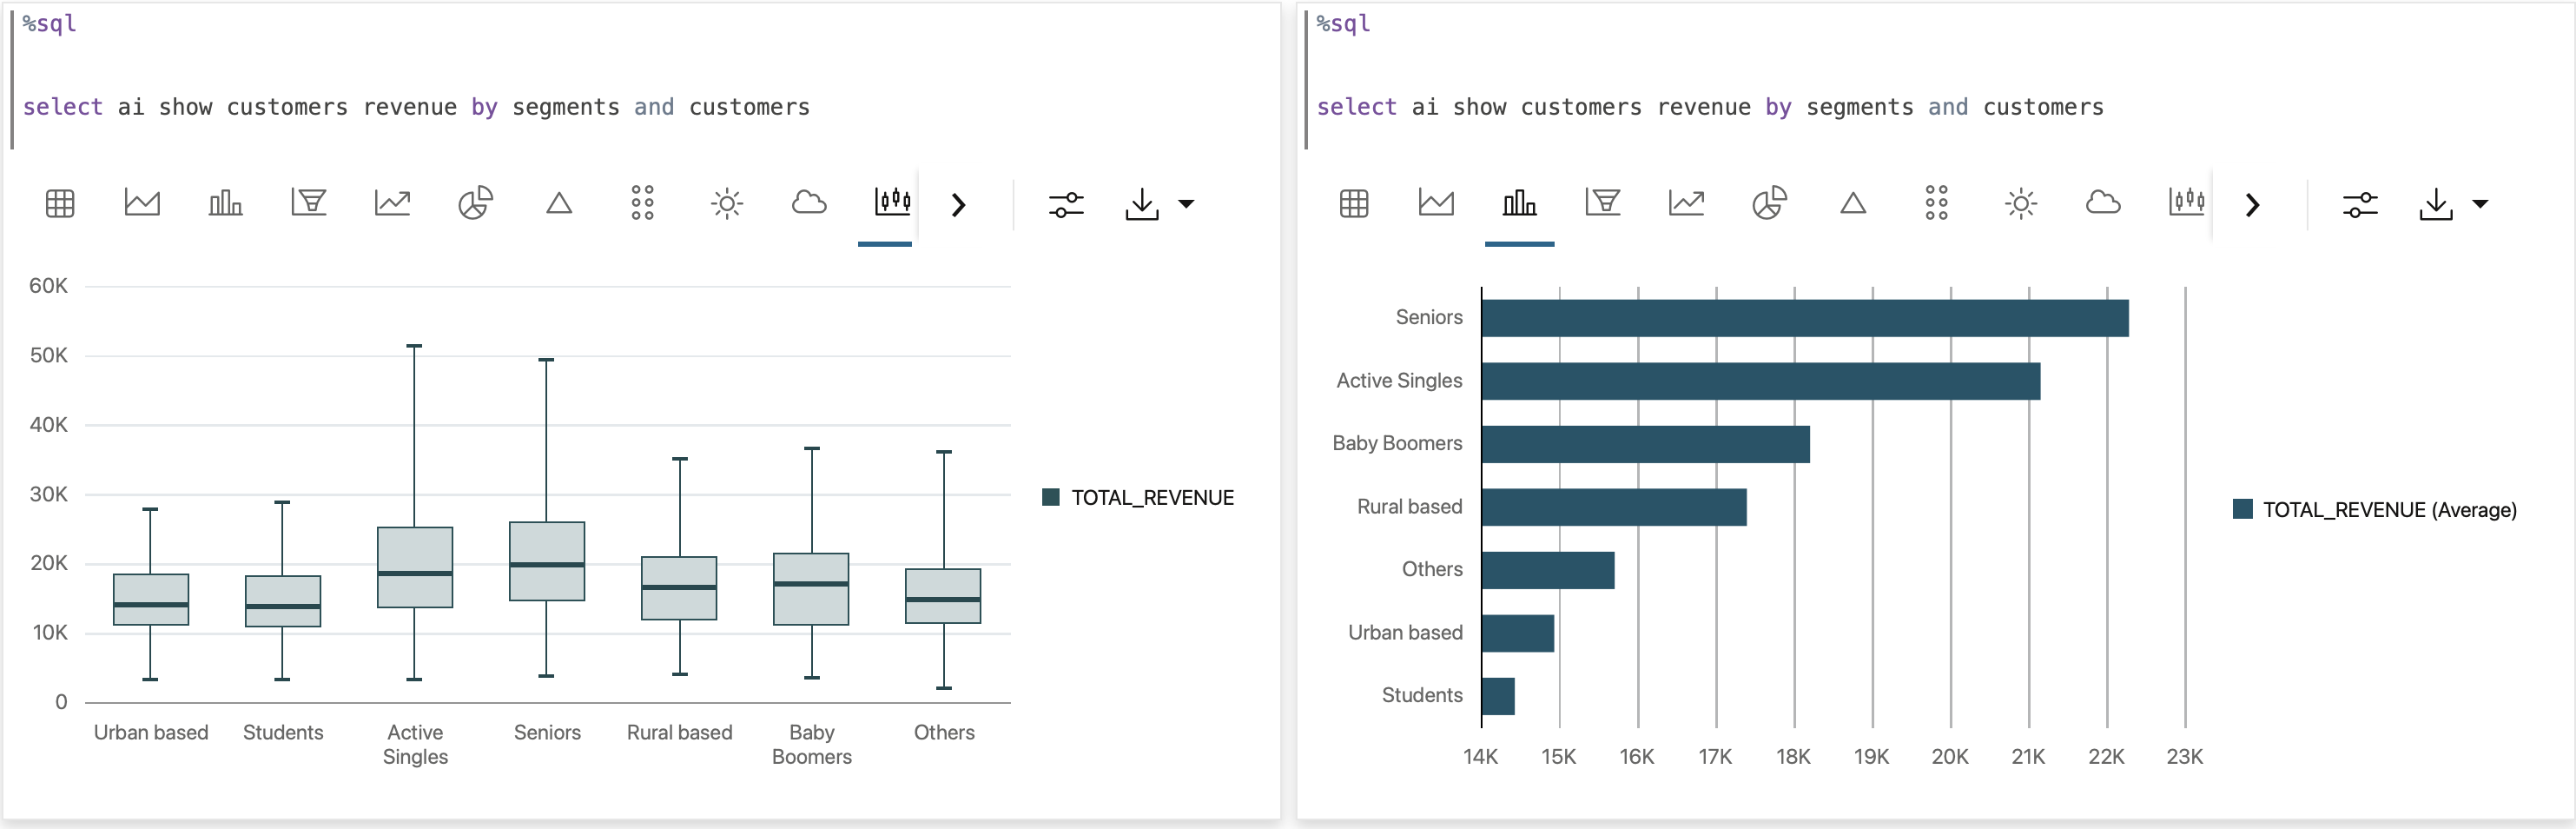 %sql
select ai show customers revenue by segments and customers
60K
50K
40K
30K
20K
10K
0
Urban based
Students
Active
Singles
Seniors
Rural based
Baby
Boomers
Others
TOTAL_REVENUE
%sql
select ai show customers revenue by segments and customers
Seniors
Active Singles
Baby Boomers
Rural based
Others
Urban based
Students
14K 15K 16K 17K 18K 19K 20K 21K 22K 23K
TOTAL_REVENUE (Average)